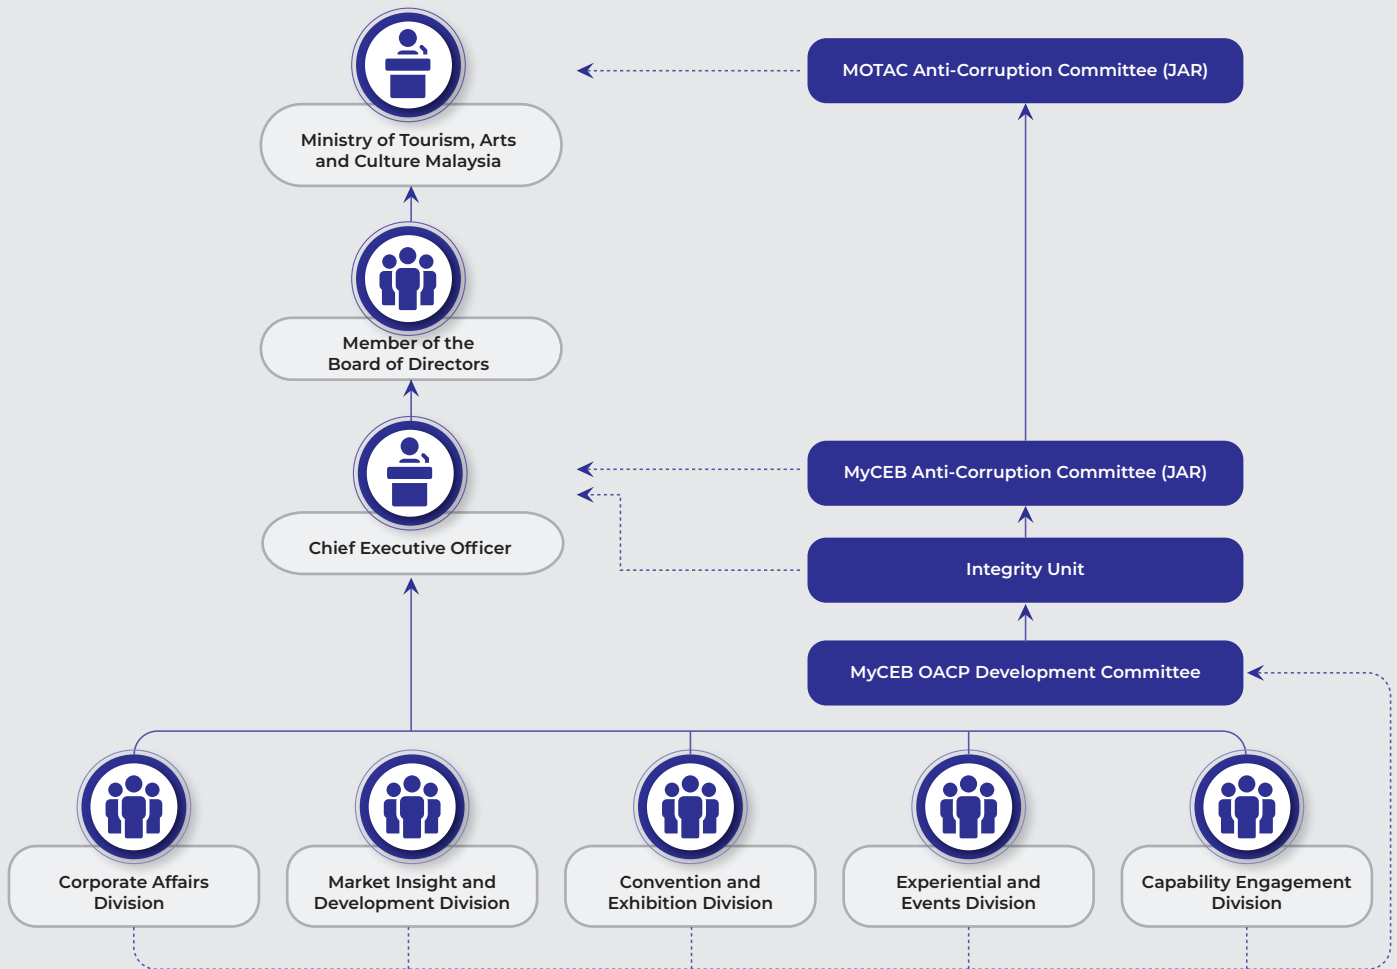 MOTAC Anti-Corruption Committee (JAR)
Ministry of Tourism, Arts
and Culture Malaysia
Member of the
Board of Directors
MyCEB Anti-Corruption Committee (JAR)
Chief Executive Officer
Integrity Unit
MyCEB OACP Development Committee
Corporate Affairs
Division
Market Insight and
Development Division
Convention and
Exhibition Division
Experiential and
Events Division
Capability Engagement
Division